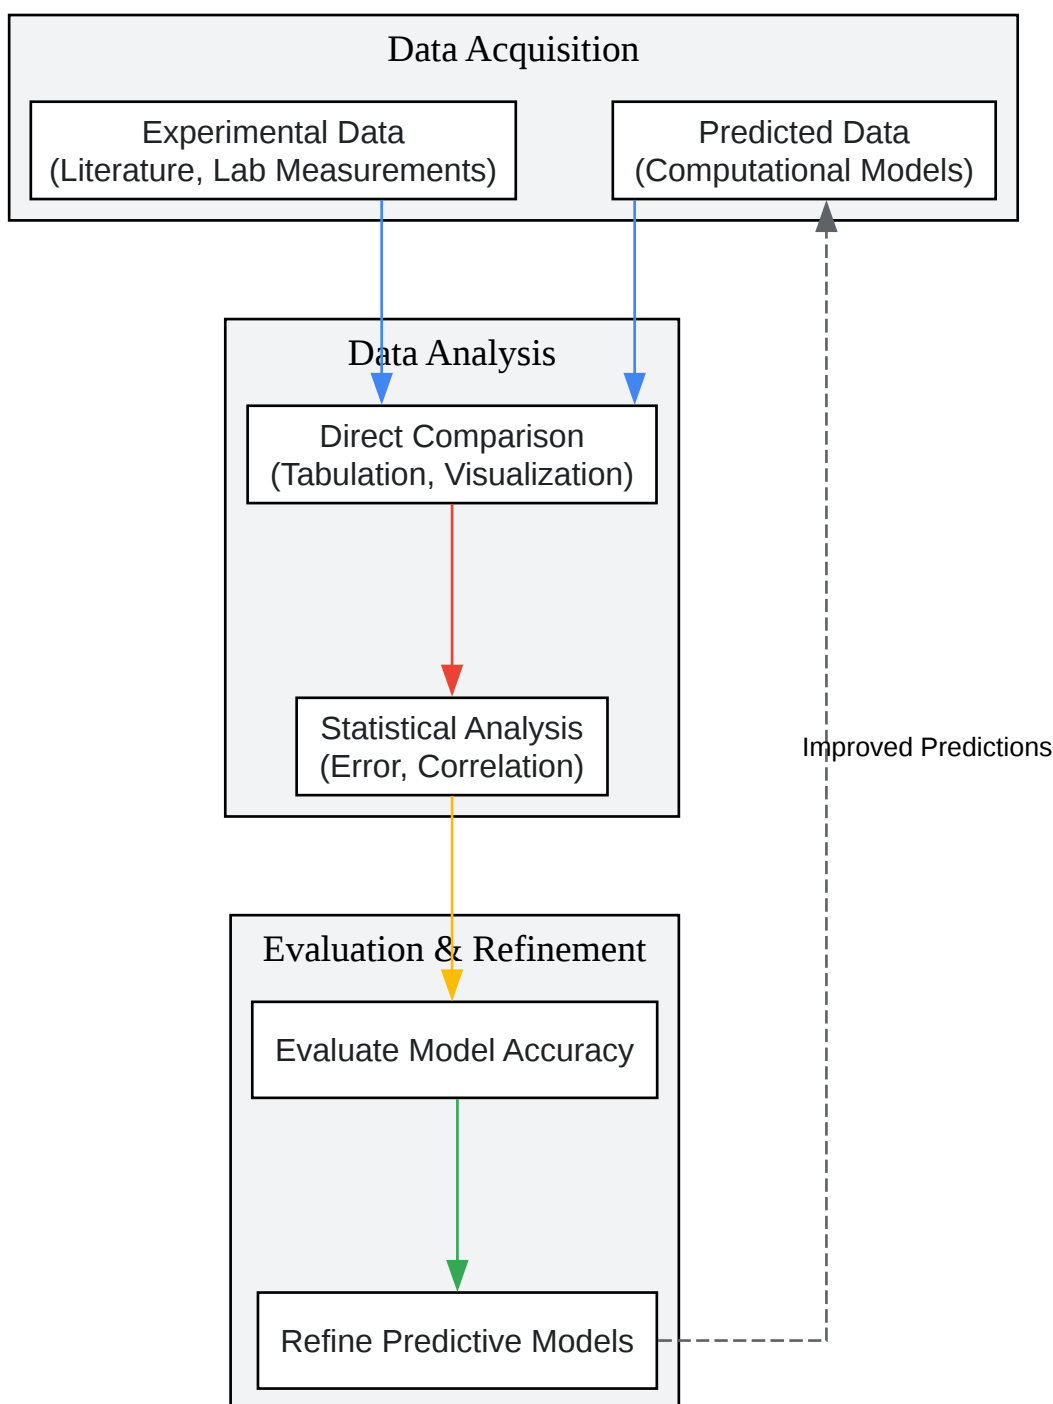 Data Acquisition
Experimental Data
(Literature, Lab Measurements)
Predicted Data
(Computational Models)
Data Analysis
Direct Comparison
(Tabulation, Visualization)
Statistical Analysis
(Error, Correlation)
Improved Predictions
Evaluation & Refinement
Evaluate Model Accuracy
Refine Predictive Models